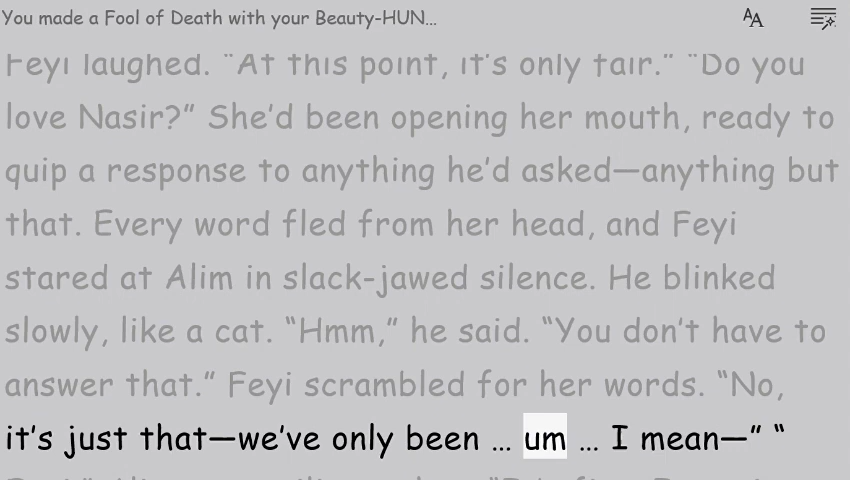 You made a Fool of Death with your Beauty-HUN...
Feyi laughed. “At this point, it’s only fair.” “Do you
love Nasir?” She’d been opening her mouth, ready to
quip a response to anything he’d asked—anything but
that. Every word fled from her head, and Feyi
stared at Alim in slack-jawed silence. He blinked
slowly, like a cat. “Hmm,” he said. “You don’t have to
answer that.” Feyi scrambled for her words. “No,
it’s just that—we’ve only been … um … I mean—” “